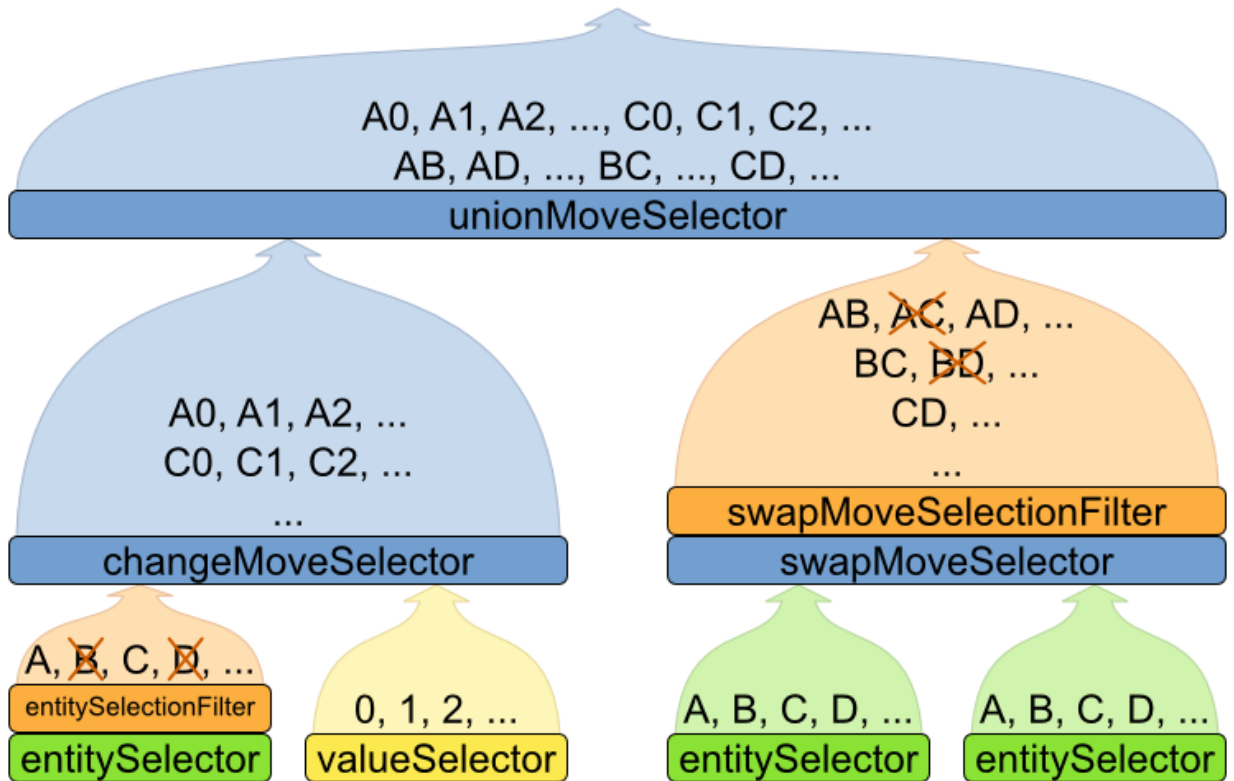 A0, A1, A2, ..., C0, C1, C2, ...
AB, AD, ..., BC, ..., CD, ...
unionMoveSelector
A0, A1, A2, ...
C0, C1, C2, ...
...
changeMoveSelector
A, B, C, D, ...
entitySelectionFilter
entitySelector
0, 1, 2, ...
valueSelector
AB, AC, AD, ...
BC, BD, ...
CD, ...
...
swapMoveSelectionFilter
swapMoveSelector
A, B, C, D, ...
entitySelector
A, B, C, D, ...
entitySelector